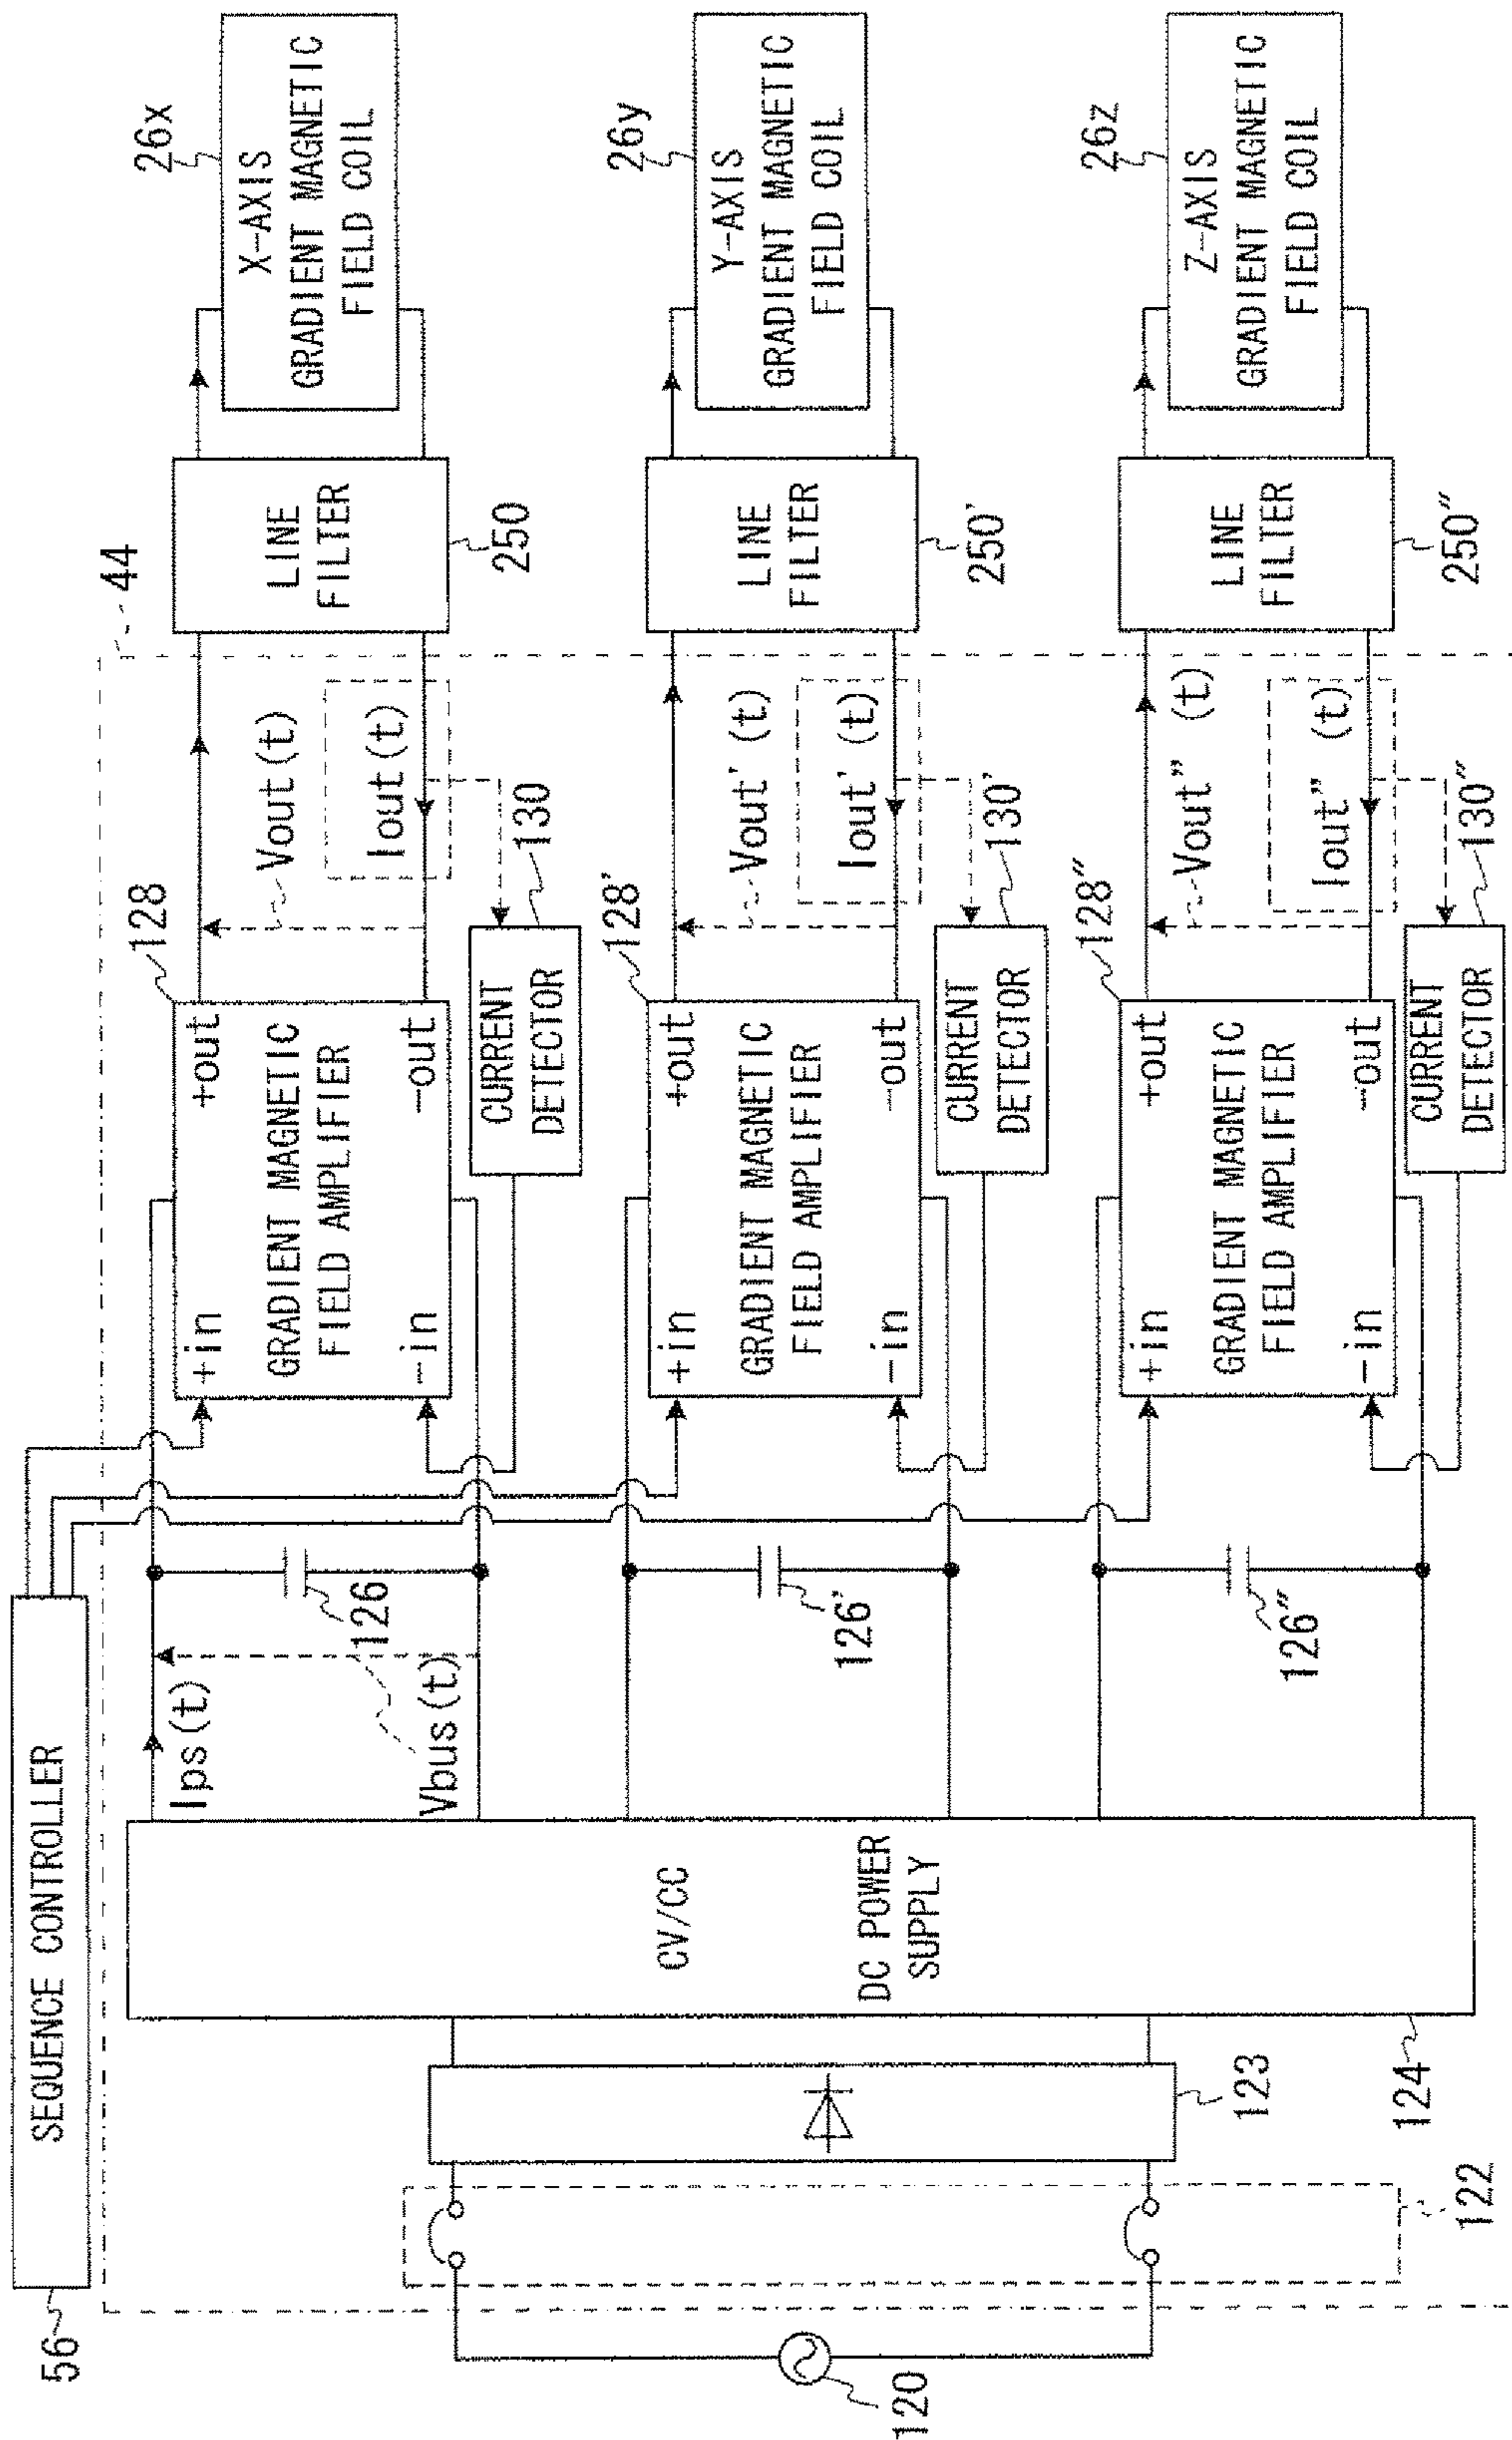 56
SEQUENCE CONTROLLER
44
120
122
123
CV/CC
DC POWER
SUPPLY
124
Ips(t)
Vbus(t)
126
126'
126"
128
+in
+out
GRADIENT MAGNETIC
FIELD AMPLIFIER
-in
-out
CURRENT
DETECTOR
130
Vout(t)
Iout(t)
LINE
FILTER
250
26x
X-AXIS
GRADIENT MAGNETIC
FIELD COIL
128'
+in
+out
GRADIENT MAGNETIC
FIELD AMPLIFIER
-in
-out
CURRENT
DETECTOR
130'
Vout'(t)
Iout'(t)
LINE
FILTER
250'
26y
Y-AXIS
GRADIENT MAGNETIC
FIELD COIL
128"
+in
+out
GRADIENT MAGNETIC
FIELD AMPLIFIER
-in
-out
CURRENT
DETECTOR
130"
Vout"(t)
Iout"(t)
LINE
FILTER
250"
26z
Z-AXIS
GRADIENT MAGNETIC
FIELD COIL